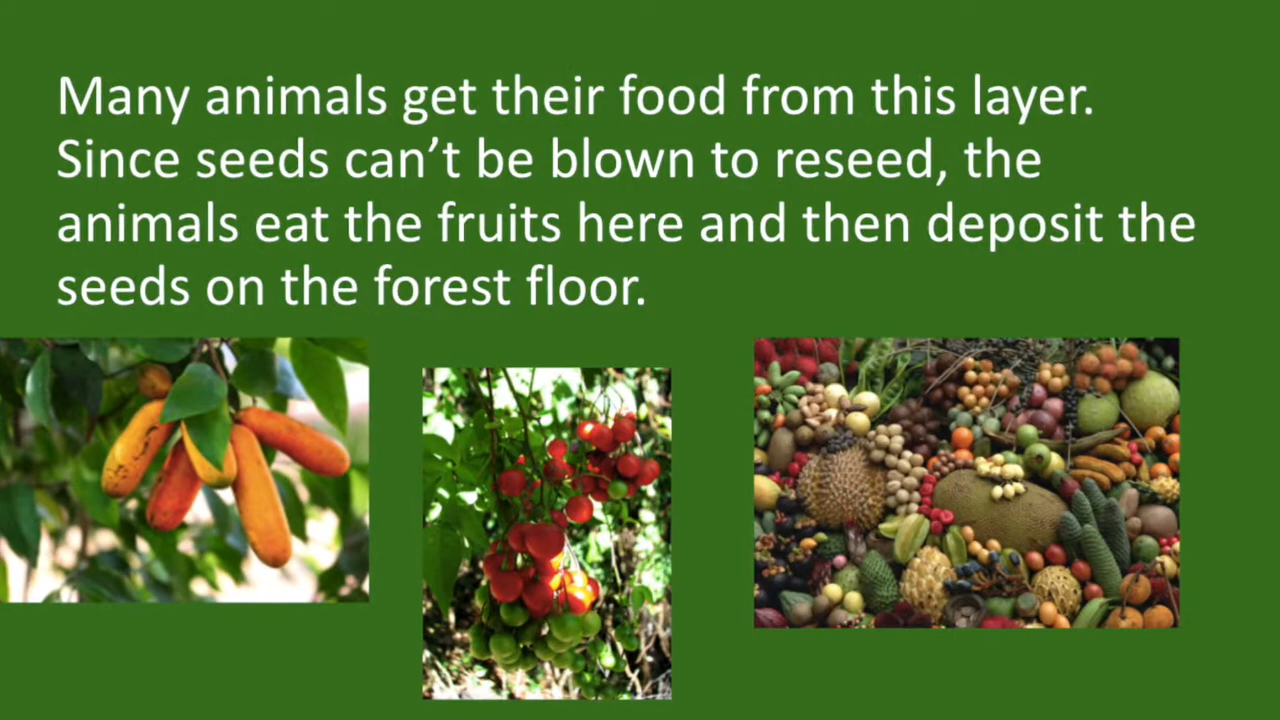 Many animals get their food from this layer.
Since seeds can’t be blown to reseed, the
animals eat the fruits here and then deposit the
seeds on the forest floor.